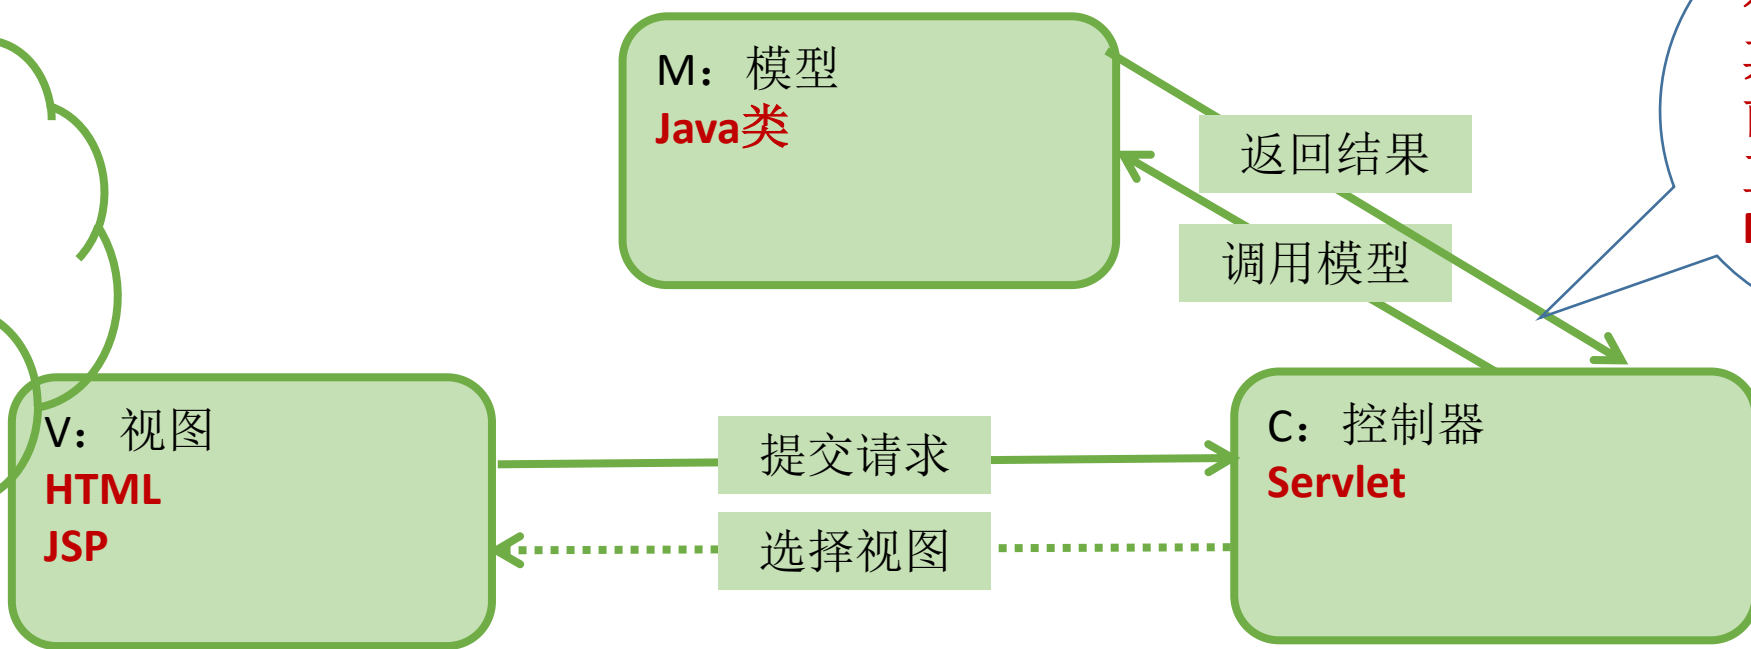 M：模型
Java类
返回结果
调用模型
V：视图
HTML
JSP
提交请求
选择视图
C：控制器
Servlet